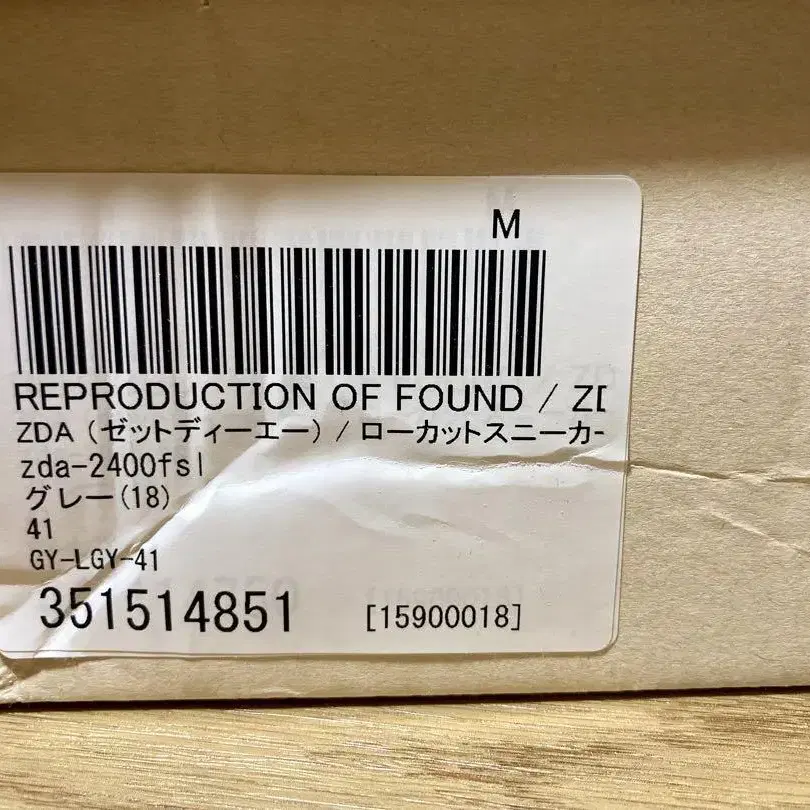 M
REPRODUCTION OF FOUND / ZD
ZDA (ゼットディーエー) / ローカットスニーカー
zda-2400fsl
グレー(18)
41
GY-LGY-41
351514851 [15900018]